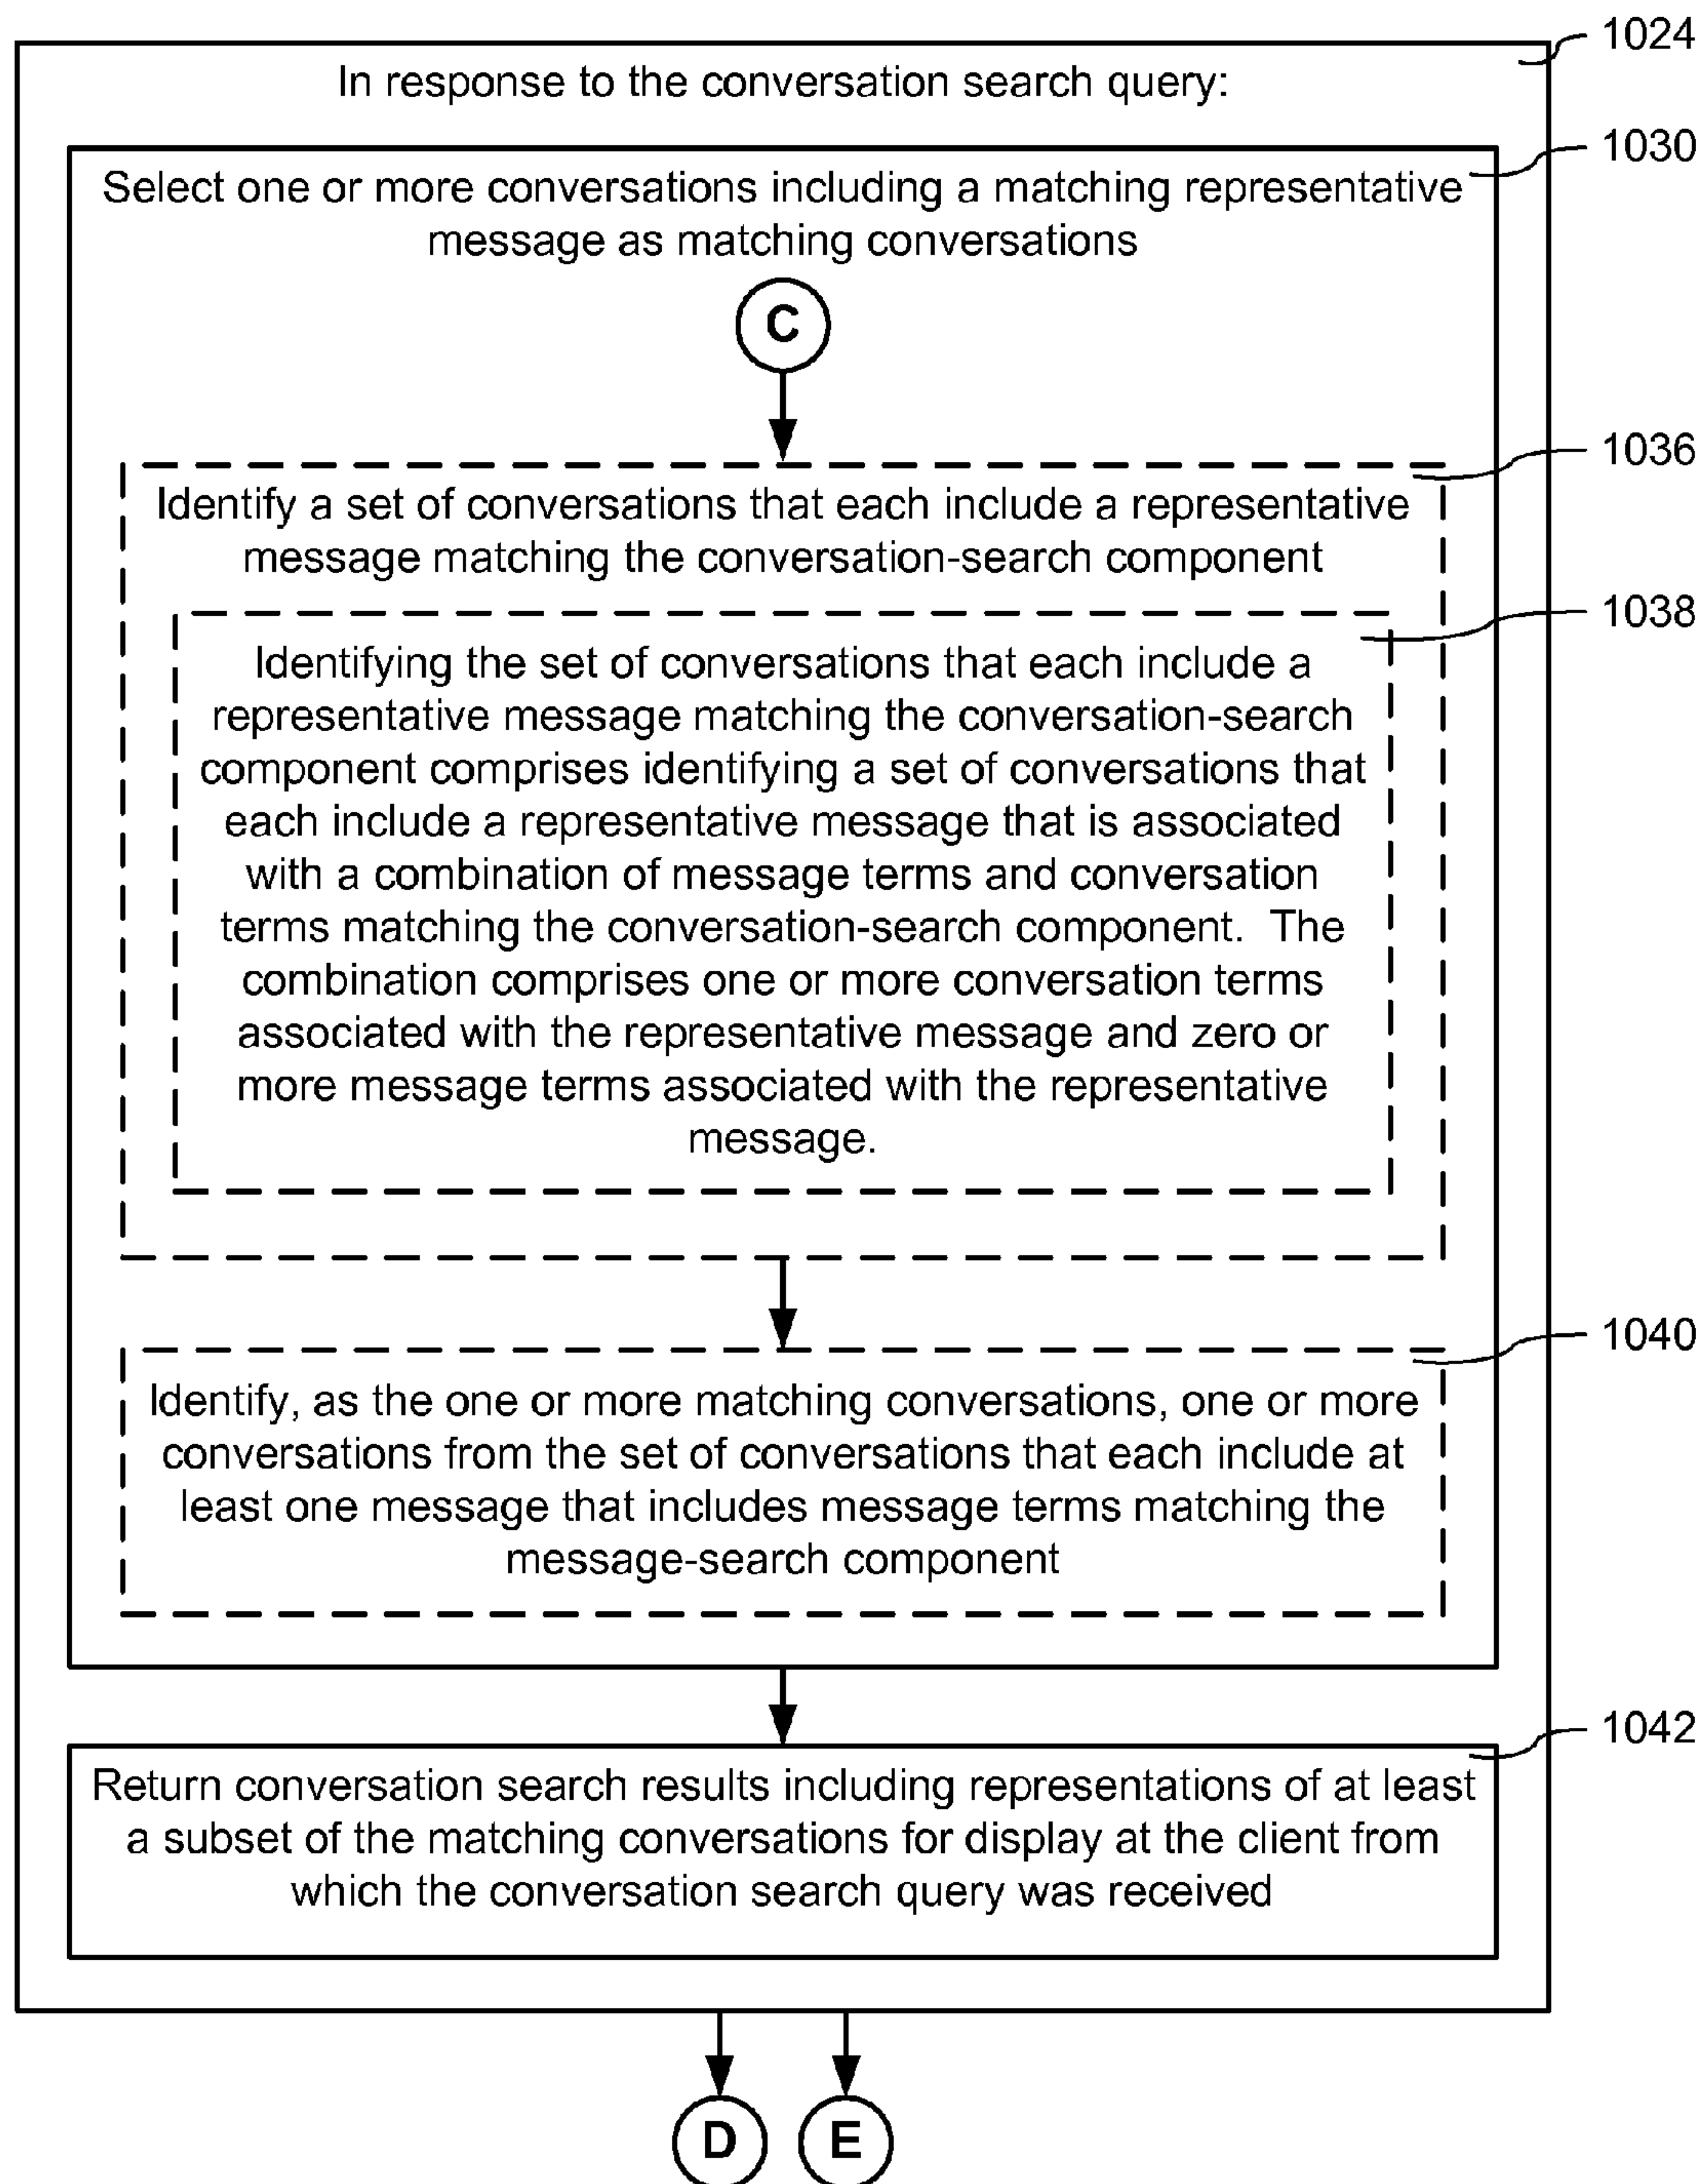 1024
In response to the conversation search query:
1030
Select one or more conversations including a matching representative
message as matching conversations
C
1036
Identify a set of conversations that each include a representative
message matching the conversation-search component
1038
Identifying the set of conversations that each include a
representative message matching the conversation-search
component comprises identifying a set of conversations that
each include a representative message that is associated
with a combination of message terms and conversation
terms matching the conversation-search component.  The
combination comprises one or more conversation terms
associated with the representative message and zero or
more message terms associated with the representative
message.
1040
Identify, as the one or more matching conversations, one or more
conversations from the set of conversations that each include at
least one message that includes message terms matching the
message-search component
1042
Return conversation search results including representations of at least
a subset of the matching conversations for display at the client from
which the conversation search query was received
D
E